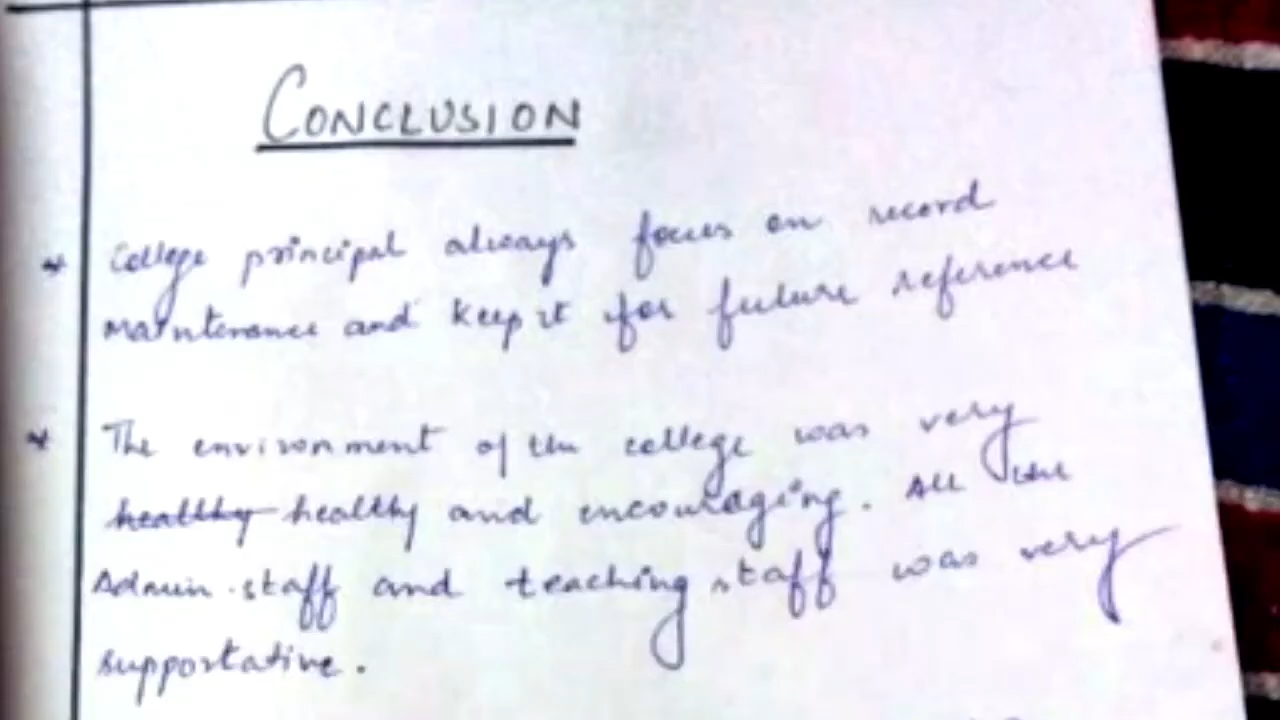 CONCLUSION
* College principal always focus on record
maintenance and keep it for future reference
* The environment of the college was very
healthy healthy and encouraging. All the
Admin. staff and teaching staff was very
supportative.